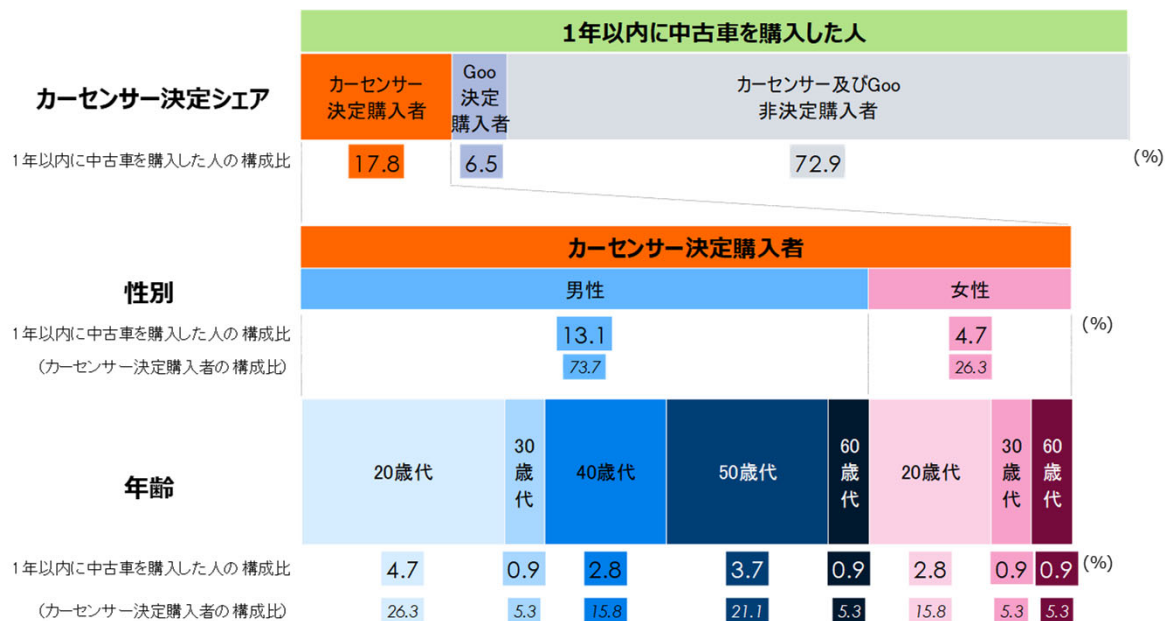 1年以内に中古車を購入した人
カーセンサー決定シェア
カーセンサー
決定購入者
Goo
決定
購入者
カーセンサー及びGoo
非決定購入者
1年以内に中古車を購入した人の構成比
17.8
6.5
72.9
(%)
カーセンサー決定購入者
性別
男性
女性
1年以内に中古車を購入した人の構成比
13.1
4.7
(%)
(カーセンサー決定購入者の構成比)
73.7
26.3
年齢
20歳代
30
歳
代
40歳代
50歳代
60
歳
代
20歳代
30
歳
代
60
歳
代
1年以内に中古車を購入した人の構成比
4.7
0.9
2.8
3.7
0.9
2.8
0.9
0.9
(%)
(カーセンサー決定購入者の構成比)
26.3
5.3
15.8
21.1
5.3
15.8
5.3
5.3